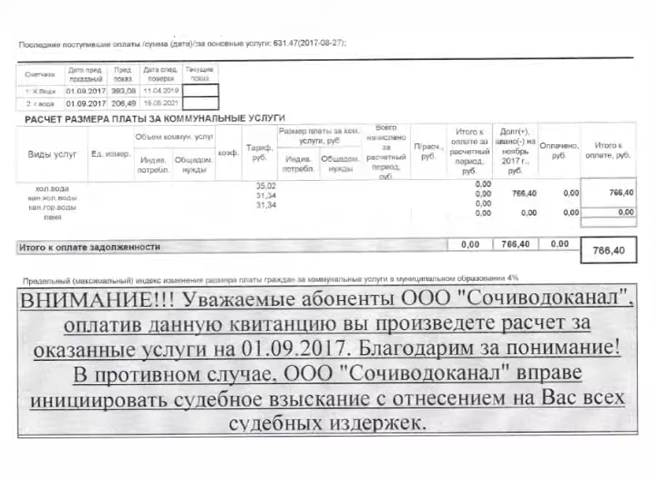 Последние поступившие оплаты /сумма (дата)/за основные услуги: 631.47(2017-08-27);
Счетчики Дата пред. показаний Пред. показ Дата след. поверки Текущие показ
1. Х.Вода 01.09.2017 393,08 11.04.2019
2. г.вода 01.09.2017 206,49 16.05.2021
РАСЧЕТ РАЗМЕРА ПЛАТЫ ЗА КОММУНАЛЬНЫЕ УСЛУГИ
Виды услуг Ед. измер. Объем коммун. услуг Индив. потребл. Общедом. нужды коэф. Тариф, руб. Размер платы за ком. услуги, руб Индив. потребл. Общедом. нужды Всего начислено за расчетный период, руб. П/расч., руб. Итого к оплате за расчетный период, руб. Долг(+), аванс(-) на ноябрь 2017 г., руб. Оплачено, руб. Итого к оплате, руб.
хол.вода 35,02 0,00
кан.хол.воды 31,34 0,00 766,40 0,00 766,40
кан.гор.воды 31,34 0,00
пеня 0,00 0,00 0,00 0,00
Итого к оплате задолженности 0,00 766,40 0,00 766,40
Предельный (максимальный) индекс изменения размера платы граждан за коммунальные услуги в муниципальном образовании 4%
ВНИМАНИЕ!!! Уважаемые абоненты ООО "Сочиводоканал",
оплатив данную квитанцию вы произведете расчет за
оказанные услуги на 01.09.2017. Благодарим за понимание!
В противном случае, ООО "Сочиводоканал" вправе
инициировать судебное взыскание с отнесением на Вас всех
судебных издержек.